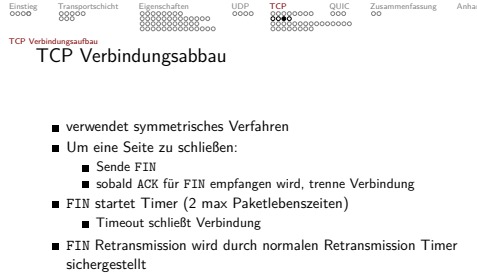 Einstieg Transportschicht Eigenschaften UDP TCP QUIC Zusammenfassung Anha
TCP Verbindungsaufbau
TCP Verbindungsabbau
verwendet symmetrisches Verfahren
Um eine Seite zu schließen:
Sende FIN
sobald ACK für FIN empfangen wird, trenne Verbindung
FIN startet Timer (2 max Paketlebenszeiten)
Timeout schließt Verbindung
FIN Retransmission wird durch normalen Retransmission Timer
sichergestellt